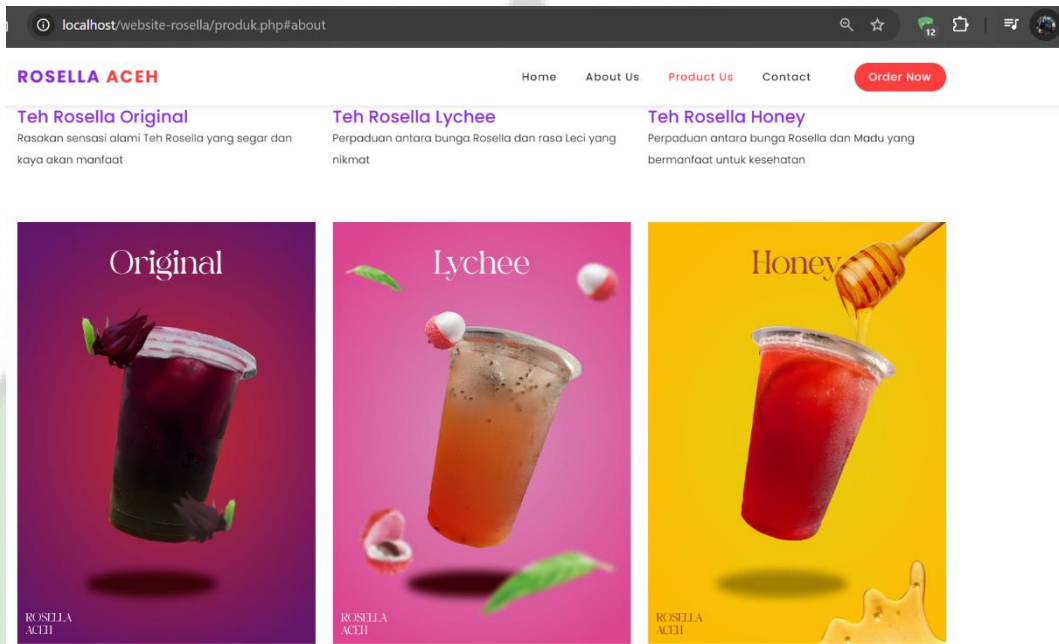 localhost/website-rosella/produk.php#about
12
ROSELLA ACEH
Home About Us Product Us Contact Order Now
Teh Rosella Original
Rasakan sensasi alami Teh Rosella yang segar dan
kaya akan manfaat
Teh Rosella Lychee
Perpaduan antara bunga Rosella dan rasa Leci yang
nikmat
Teh Rosella Honey
Perpaduan antara bunga Rosella dan Madu yang
bermanfaat untuk kesehatan
Original
ROSELLA
ACEH
Lychee
ROSELLA
ACEH
Honey
ROSELLA
ACEH